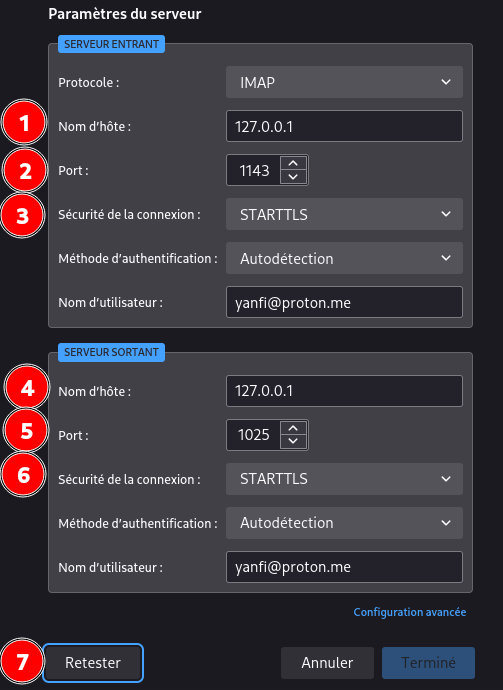 Paramètres du serveur
SERVEUR ENTRANT
Protocole : IMAP
1 Nom d'hôte : 127.0.0.1
2 Port : 1143
3 Sécurité de la connexion : STARTTLS
Méthode d'authentification : Autodétection
Nom d'utilisateur : yanfi@proton.me
SERVEUR SORTANT
4 Nom d'hôte : 127.0.0.1
5 Port : 1025
6 Sécurité de la connexion : STARTTLS
Méthode d'authentification : Autodétection
Nom d'utilisateur : yanfi@proton.me
Configuration avancée
7 Retester Annuler Terminé